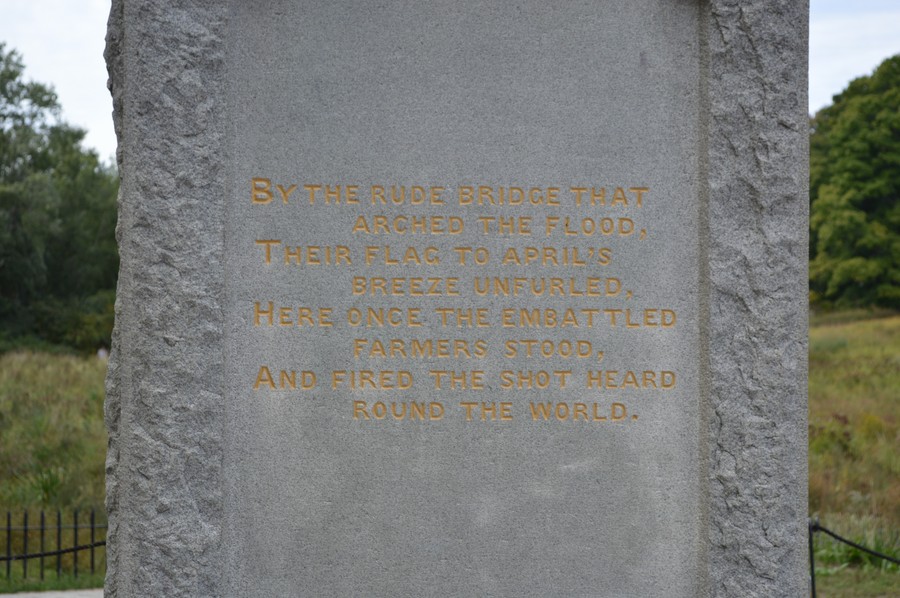 BY THE RUDE BRIDGE THAT
ARCHED THE FLOOD,
THEIR FLAG TO APRIL'S
BREEZE UNFURLED,
HERE ONCE THE EMBATTLED
FARMERS STOOD,
AND FIRED THE SHOT HEARD
ROUND THE WORLD.